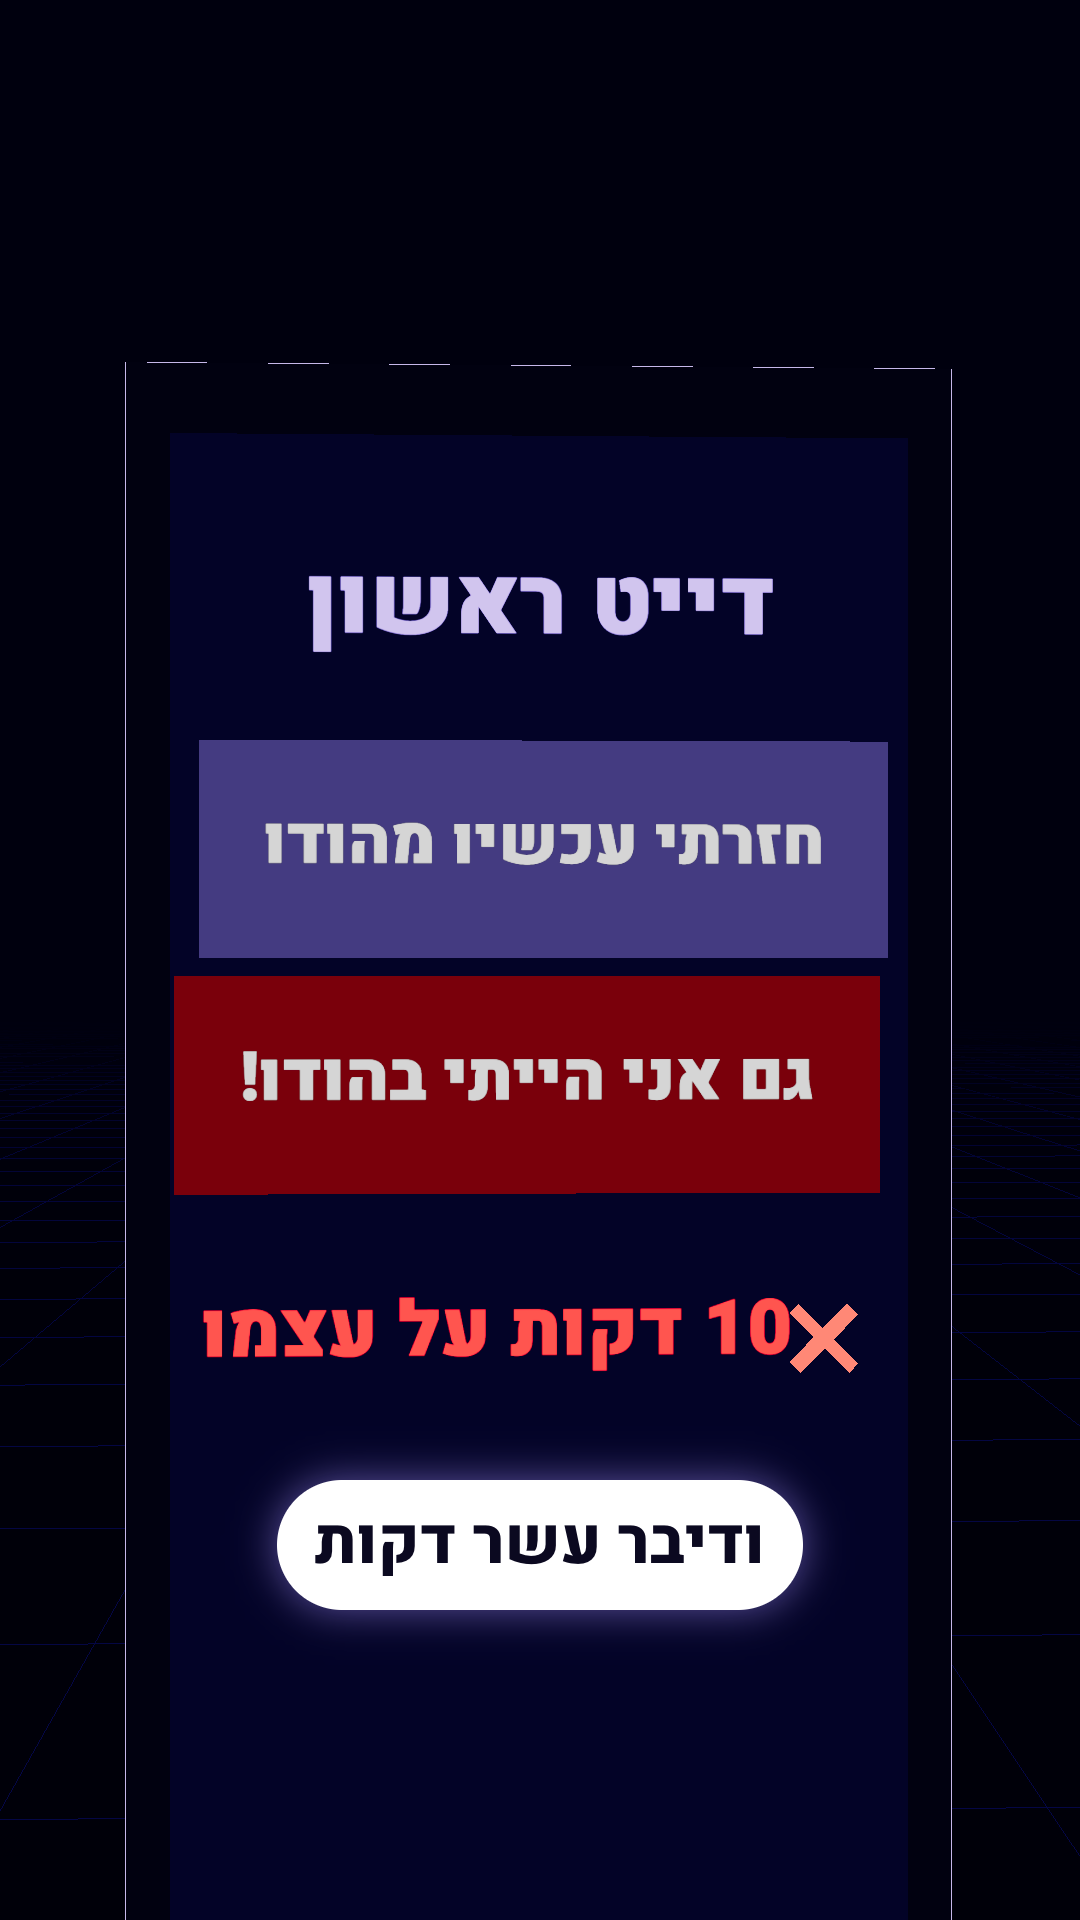 דייט ראשון
חזרתי עכשיו מהודו
גם אני הייתי בהודו!
10 דקות על עצמו
ודיבר עשר דקות